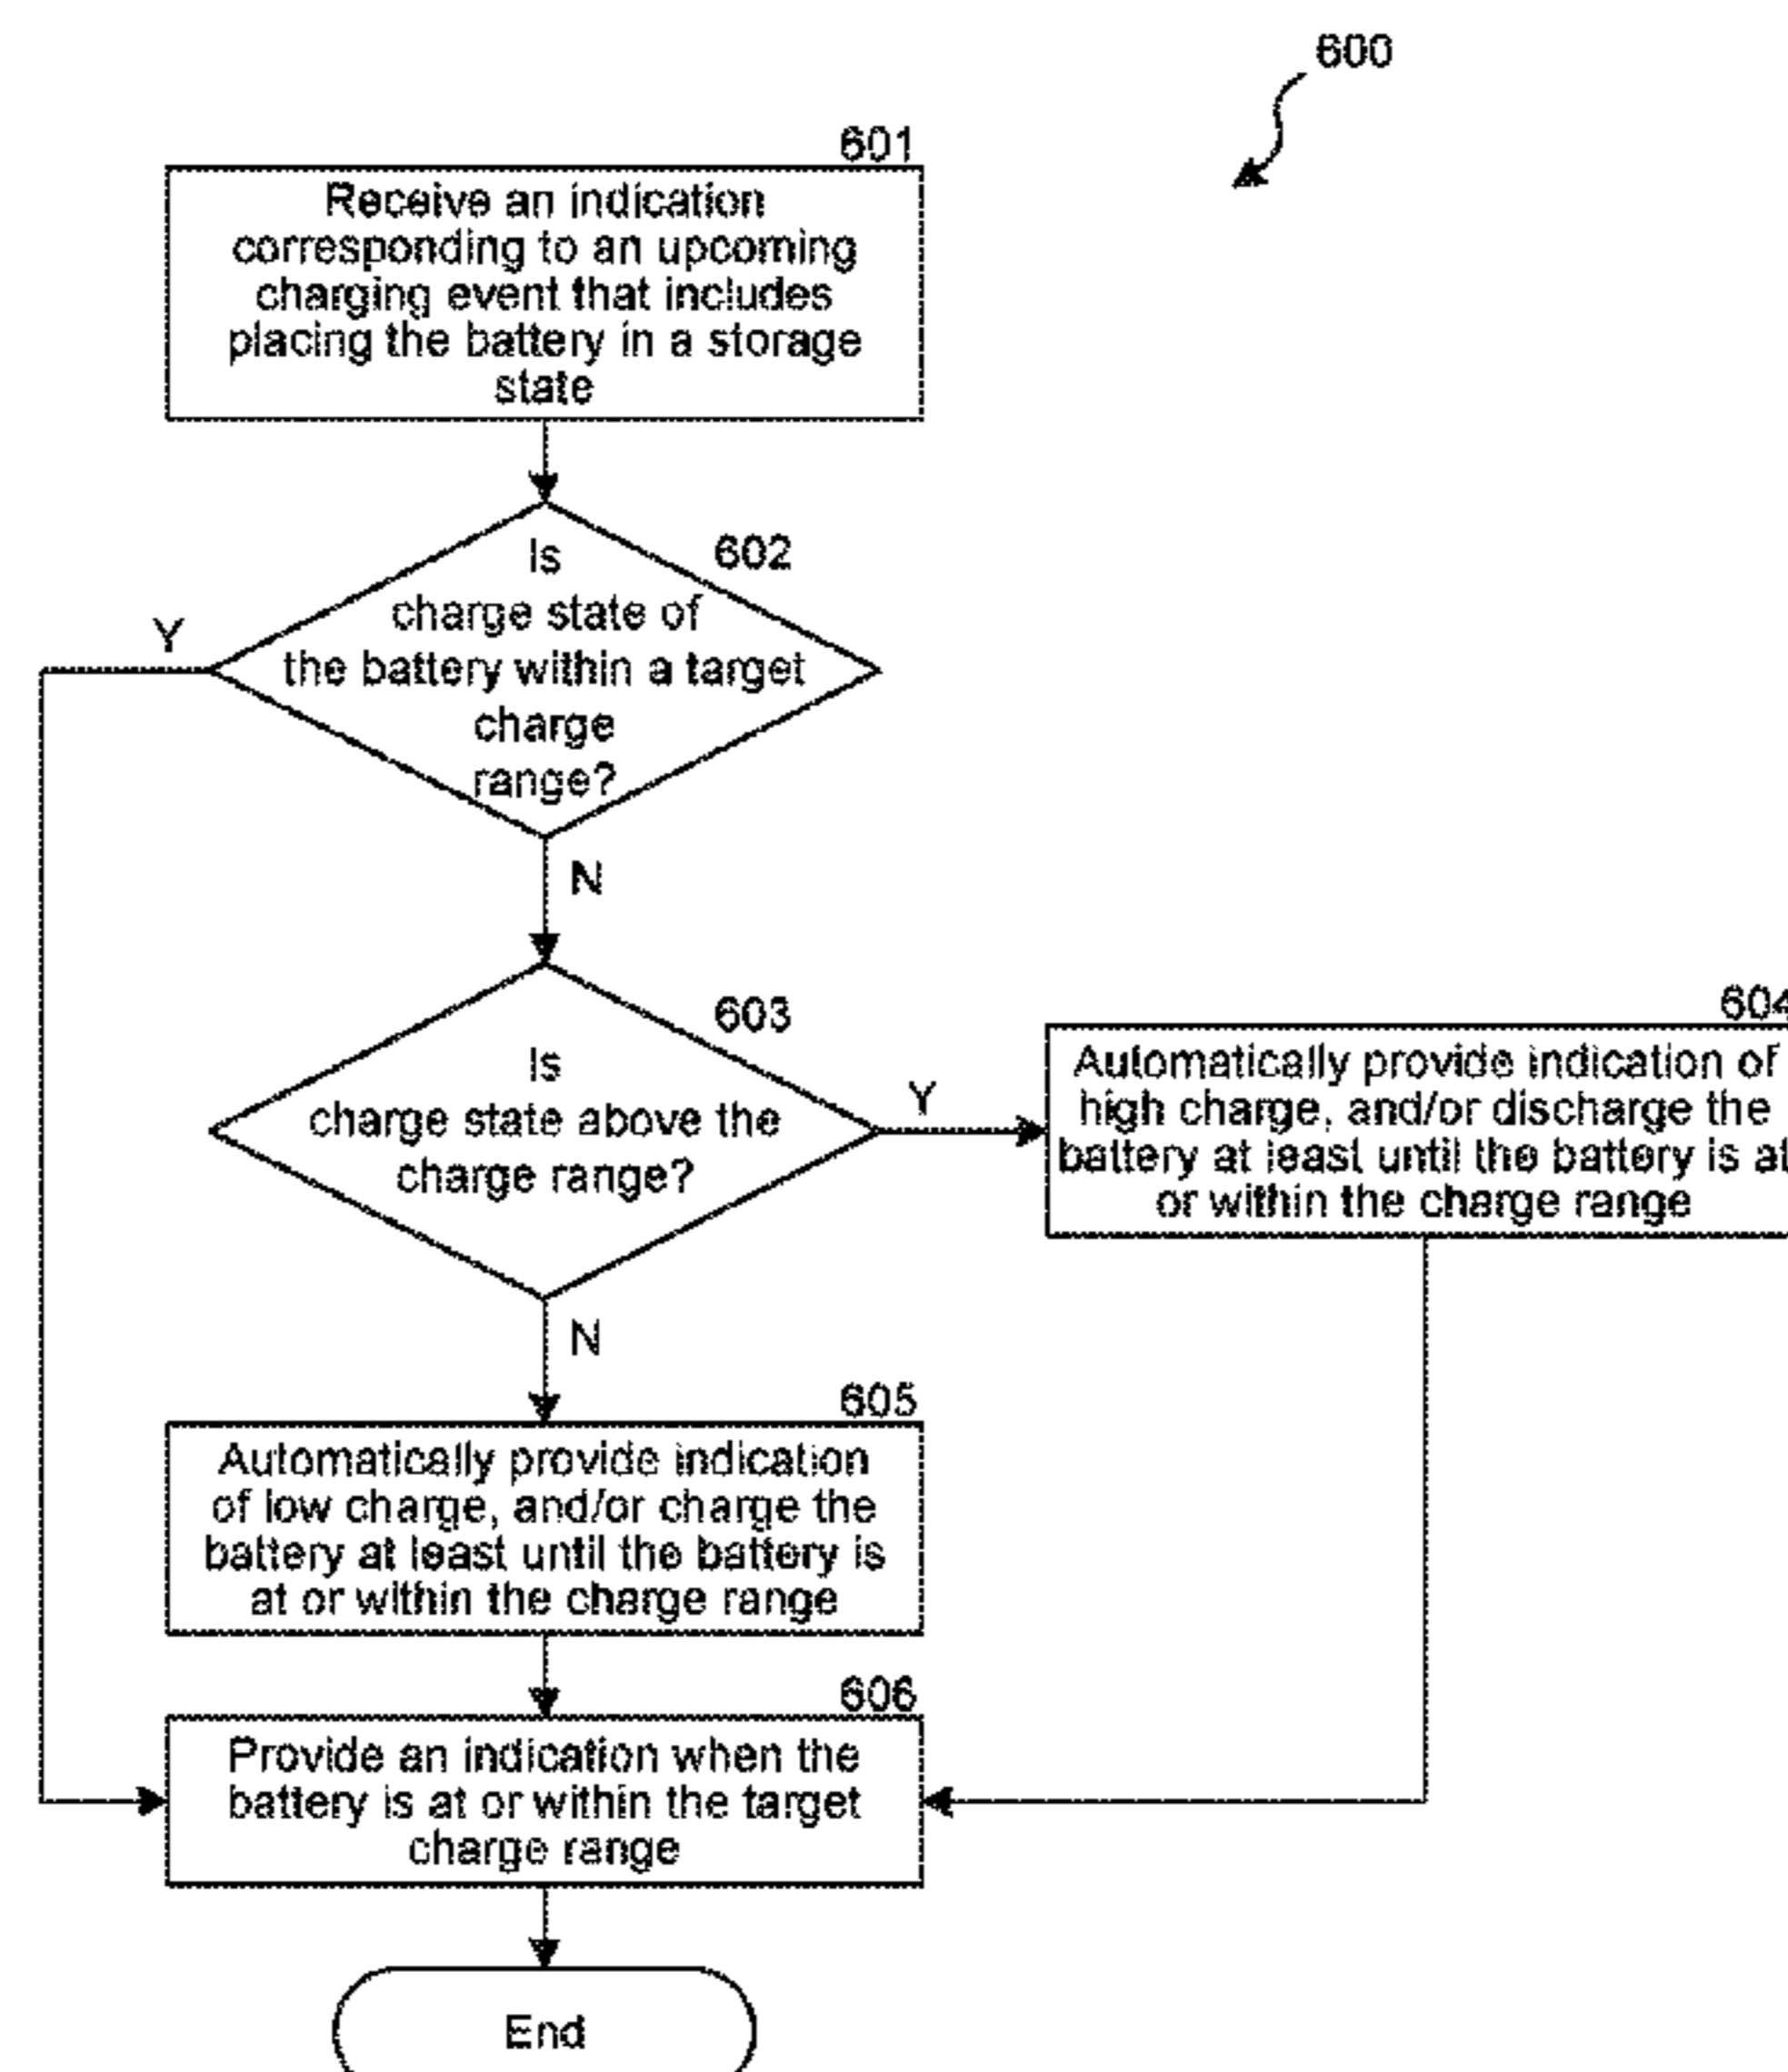 600
601
Receive an indication
corresponding to an upcoming
charging event that includes
placing the battery in a storage
state
602
Is
charge state of
the battery within a target
charge
range?
Y
N
603
Is
charge state above the
charge range?
Y
N
604
Automatically provide indication of
high charge, and/or discharge the
battery at least until the battery is at
or within the charge range
605
Automatically provide indication
of low charge, and/or charge the
battery at least until the battery is
at or within the charge range
606
Provide an indication when the
battery is at or within the target
charge range
End